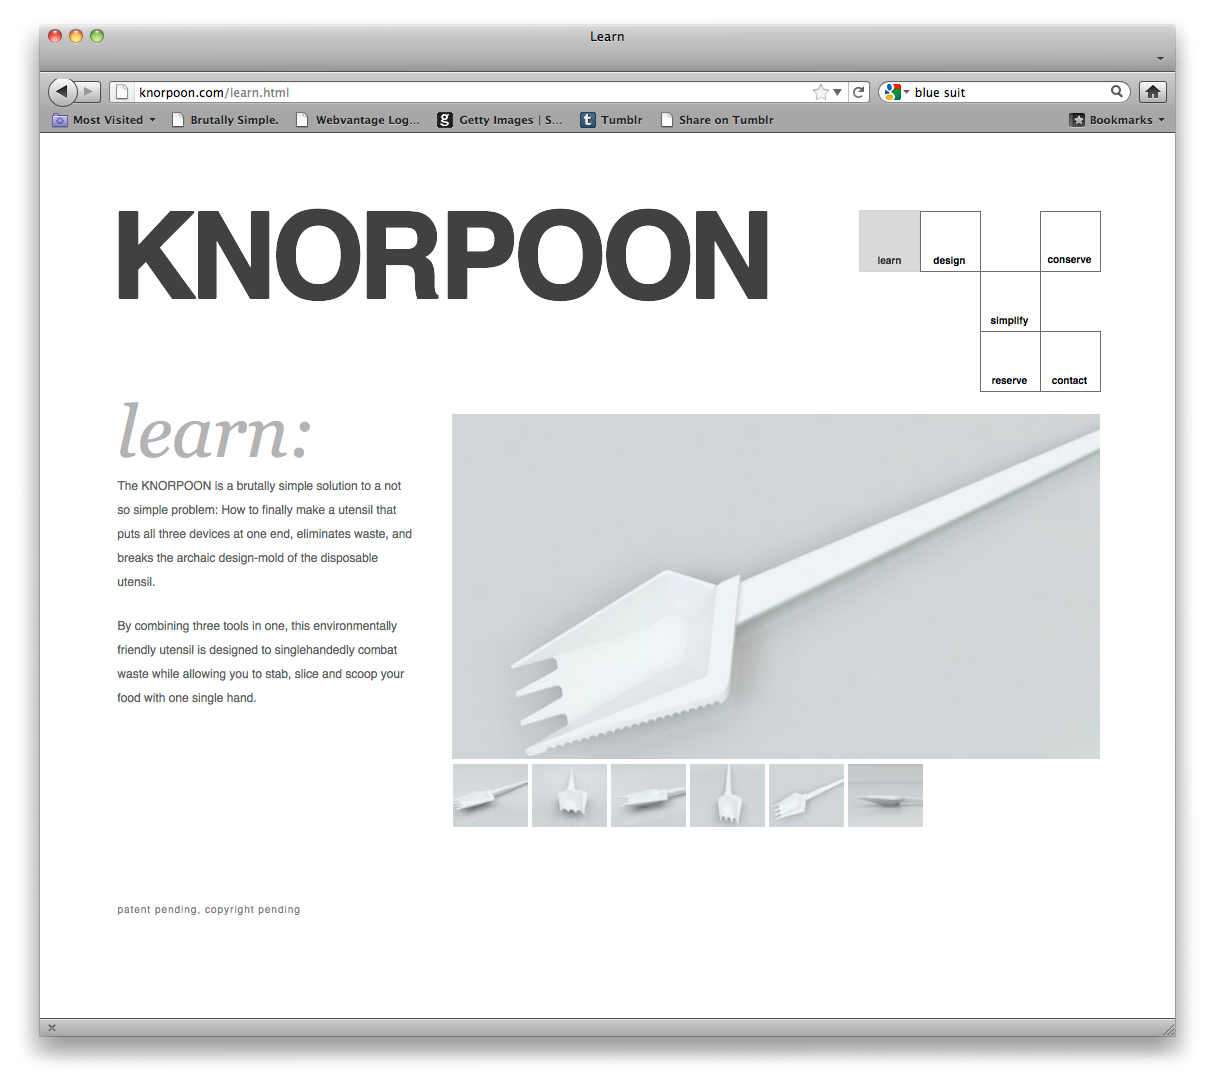 Learn
knorpoon.com/learn.html
blue suit
Most Visited
Brutally Simple.
Webvantage Log...
g
Getty Images | S...
t
Tumblr
Share on Tumblr
Bookmarks
KNORPOON
learn
design
conserve
simplify
reserve
contact
learn:
The KNORPOON is a brutally simple solution to a not
so simple problem: How to finally make a utensil that
puts all three devices at one end, eliminates waste, and
breaks the archaic design-mold of the disposable
utensil.
By combining three tools in one, this environmentally
friendly utensil is designed to singlehandedly combat
waste while allowing you to stab, slice and scoop your
food with one single hand.
patent pending, copyright pending